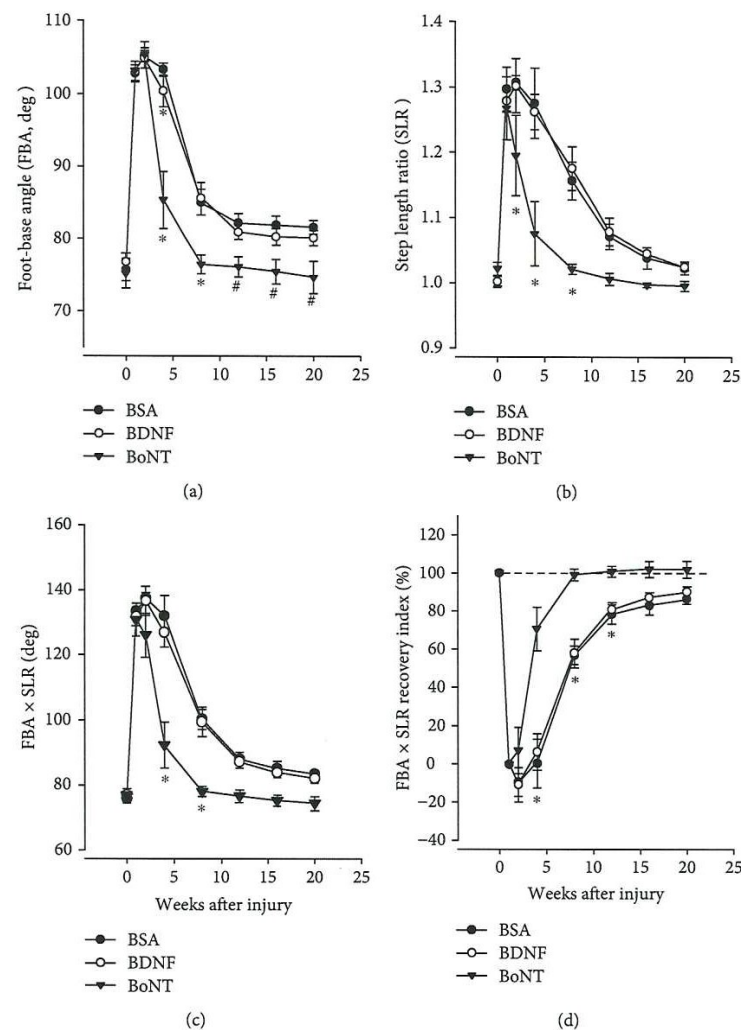 110
100
90
80
70
Foot-base angle (FBA, deg)
*
*
*
#
#
#
0 5 10 15 20 25
BSA
BDNF
BoNT
(a)
1.4
1.3
1.2
1.1
1.0
0.9
Step length ratio (SLR)
*
*
*
0 5 10 15 20 25
BSA
BDNF
BoNT
(b)
160
140
120
100
80
60
FBA × SLR (deg)
*
*
0 5 10 15 20 25
Weeks after injury
BSA
BDNF
BoNT
(c)
120
100
80
60
40
20
0
−20
−40
FBA × SLR recovery index (%)
*
*
*
0 5 10 15 20 25
Weeks after injury
BSA
BDNF
BoNT
(d)